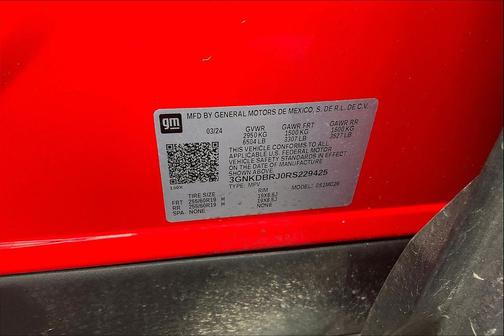 gm
MFD BY GENERAL MOTORS DE MEXICO, S. DE R.L. DE C.V.
03/24 GVWR GAWR FRT GAWR RR
2950 KG 1500 KG 1600 KG
6504 LB 3307 LB 3527 LB
THIS VEHICLE CONFORMS TO ALL
APPLICABLE U.S. FEDERAL MOTOR
VEHICLE SAFETY STANDARDS IN EFFECT
ON THE DATE OF MANUFACTURE
SHOWN ABOVE
3GNKDBRJ0RS229425
TYPE: MPV MODEL:
TIRE SIZE RIM
FRT 255/60R19 H 19X8.5J
RR 255/60R19 H 19X8.5J
SPA NONE NONE